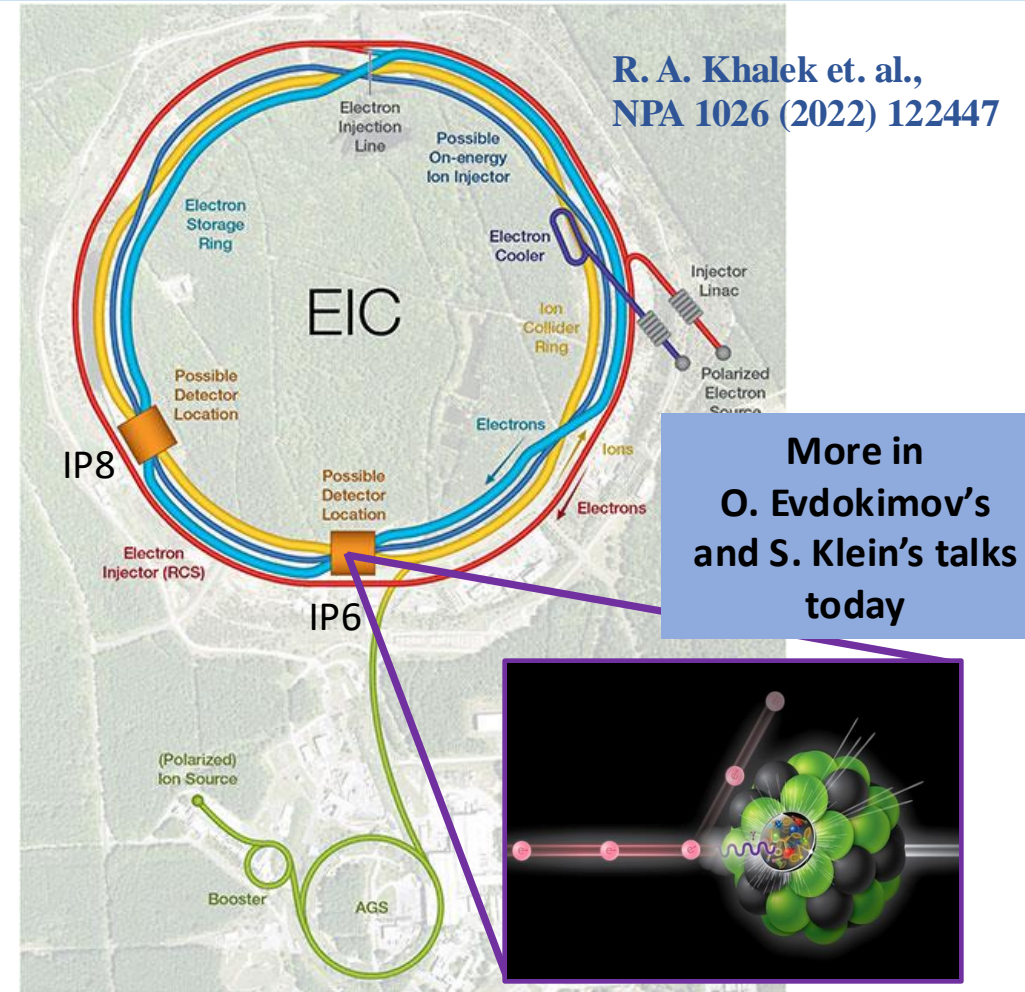 R. A. Khalek et. al.,
NPA 1026 (2022) 122447
Electron
Injection
Line
Possible
On-energy
Ion Injector
Electron
Storage
Ring
Electron
Cooler
Injector
Linac
EIC
Ion
Collider
Ring
Polarized
Electron
Source
Possible
Detector
Location
Electrons
Ions
IP8
Possible
Detector
Location
Electrons
More in
O. Evdokimov's
and S. Klein's talks
today
Electron
Injector (RCS)
IP6
(Polarized)
Ion Source
Booster
AGS
e-
e-